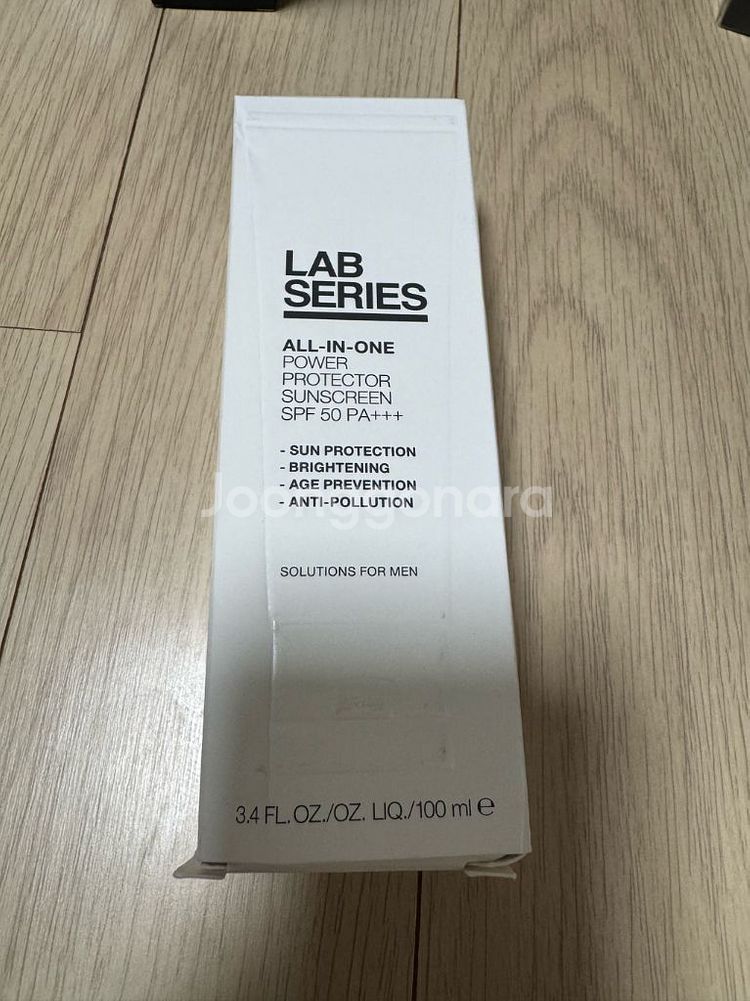 LAB
SERIES
ALL-IN-ONE
POWER
PROTECTOR
SUNSCREEN
SPF 50 PA+++
- SUN PROTECTION
- BRIGHTENING
- AGE PREVENTION
- ANTI-POLLUTION
Joonggonara
SOLUTIONS FOR MEN
3.4 FL.OZ./OZ. LIQ./100 ml ℮